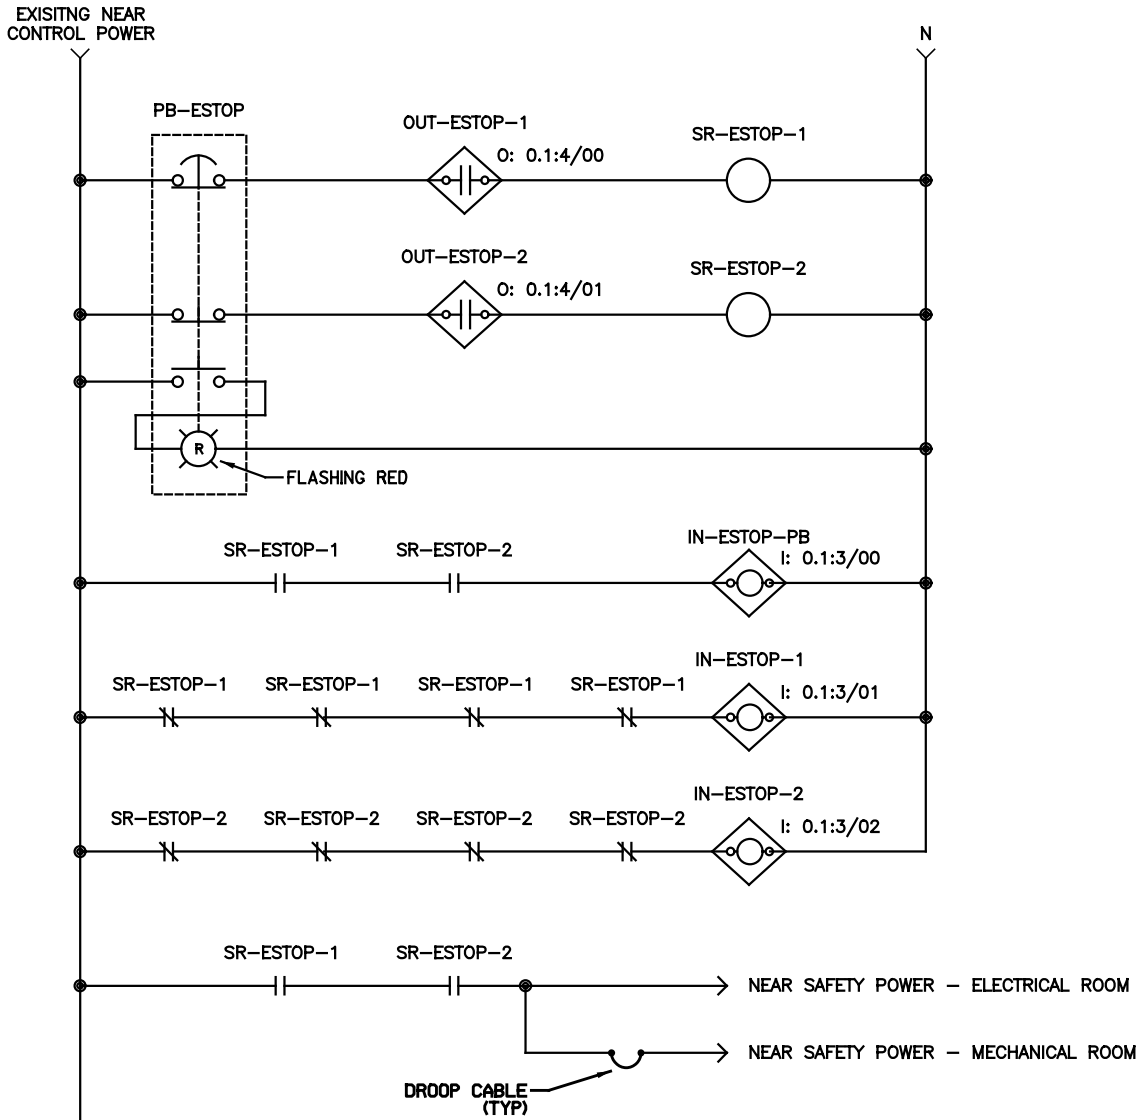 EXISITNG NEAR
CONTROL POWER
N
PB-ESTOP
OUT-ESTOP-1
O: 0.1:4/00
SR-ESTOP-1
OUT-ESTOP-2
O: 0.1:4/01
SR-ESTOP-2
R
FLASHING RED
SR-ESTOP-1
SR-ESTOP-2
IN-ESTOP-PB
I: 0.1:3/00
SR-ESTOP-1
SR-ESTOP-1
SR-ESTOP-1
SR-ESTOP-1
IN-ESTOP-1
I: 0.1:3/01
SR-ESTOP-2
SR-ESTOP-2
SR-ESTOP-2
SR-ESTOP-2
IN-ESTOP-2
I: 0.1:3/02
SR-ESTOP-1
SR-ESTOP-2
NEAR SAFETY POWER - ELECTRICAL ROOM
NEAR SAFETY POWER - MECHANICAL ROOM
DROOP CABLE
(TYP)